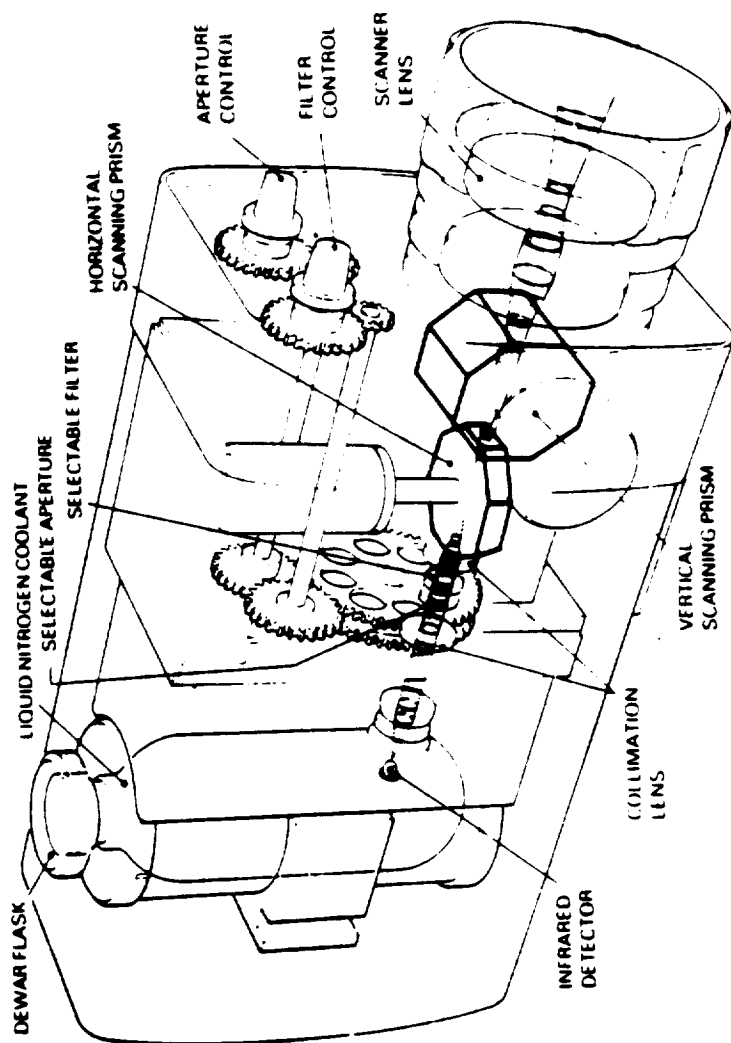 DEWAR FLASK
LIQUID NITROGEN COOLANT
SELECTABLE APERTURE
SELECTABLE FILTER
HORIZONTAL
SCANNING PRISM
APERTURE
CONTROL
FILTER
CONTROL
SCANNER
LENS
INFRARED
DETECTOR
COLLIMATION
LENS
VERTICAL
SCANNING PRISM